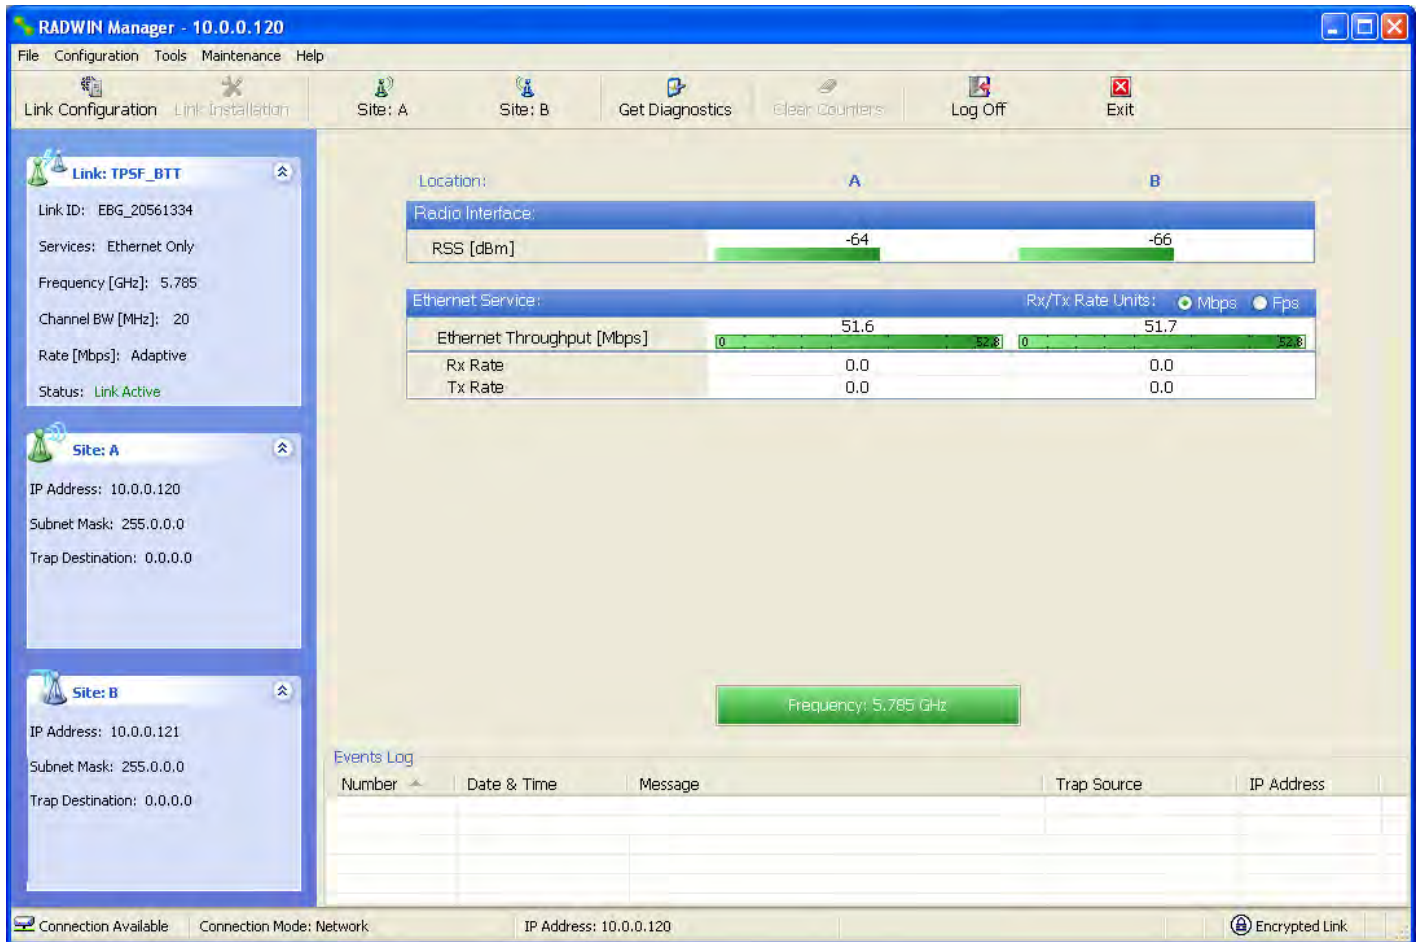 RADWIN Manager - 10.0.0.120
File Configuration Tools Maintenance Help
Link Configuration Link Installation Site: A Site: B Get Diagnostics Clear Counters Log Off Exit
Link: TPSF_BTT
Link ID: EBG_20561334
Services: Ethernet Only
Frequency [GHz]: 5.785
Channel BW [MHz]: 20
Rate [Mbps]: Adaptive
Status: Link Active
Site: A
IP Address: 10.0.0.120
Subnet Mask: 255.0.0.0
Trap Destination: 0.0.0.0
Site: B
IP Address: 10.0.0.121
Subnet Mask: 255.0.0.0
Trap Destination: 0.0.0.0
Location: A B
Radio Interface:
RSS [dBm] -64 -66
Ethernet Service: Rx/Tx Rate Units: Mbps Fps
Ethernet Throughput [Mbps] 51.6 51.7
0 52.8 0 52.8
Rx Rate 0.0 0.0
Tx Rate 0.0 0.0
Frequency: 5.785 GHz
Events Log
Number Date & Time Message Trap Source IP Address
Connection Available Connection Mode: Network IP Address: 10.0.0.120 Encrypted Link